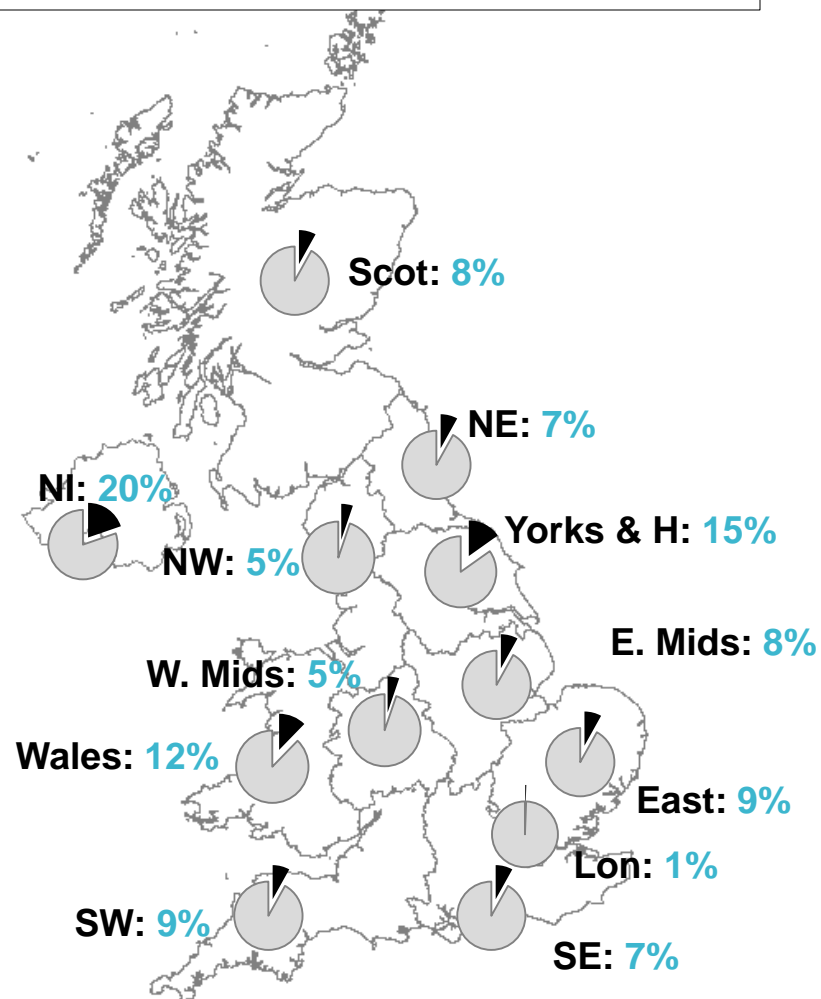 Scot: 8%
NE: 7%
NI: 20%
Yorks & H: 15%
NW: 5%
E. Mids: 8%
W. Mids: 5%
Wales: 12%
East: 9%
Lon: 1%
SW: 9%
SE: 7%